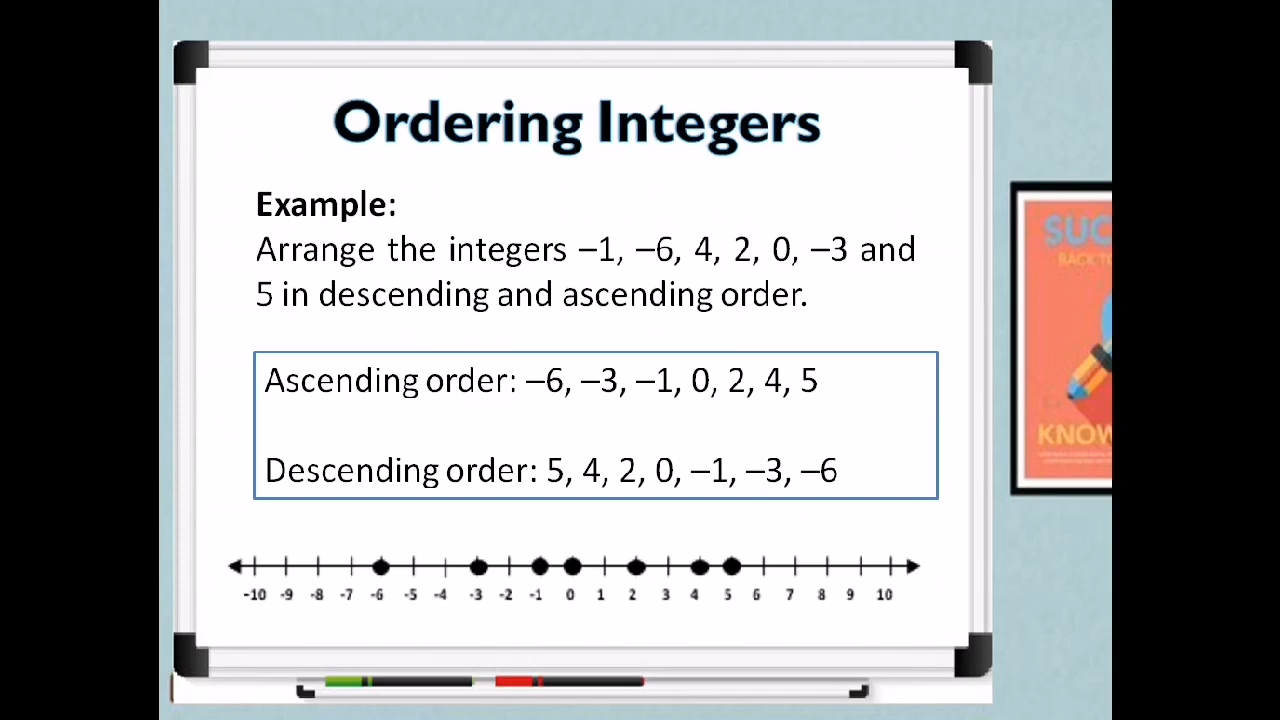 Ordering Integers
Example:
Arrange the integers –1, –6, 4, 2, 0, –3 and
5 in descending and ascending order.
Ascending order: –6, –3, –1, 0, 2, 4, 5
Descending order: 5, 4, 2, 0, –1, –3, –6
-10 -9 -8 -7 -6 -5 -4 -3 -2 -1 0 1 2 3 4 5 6 7 8 9 10
SUC
BACK TO
KNOW